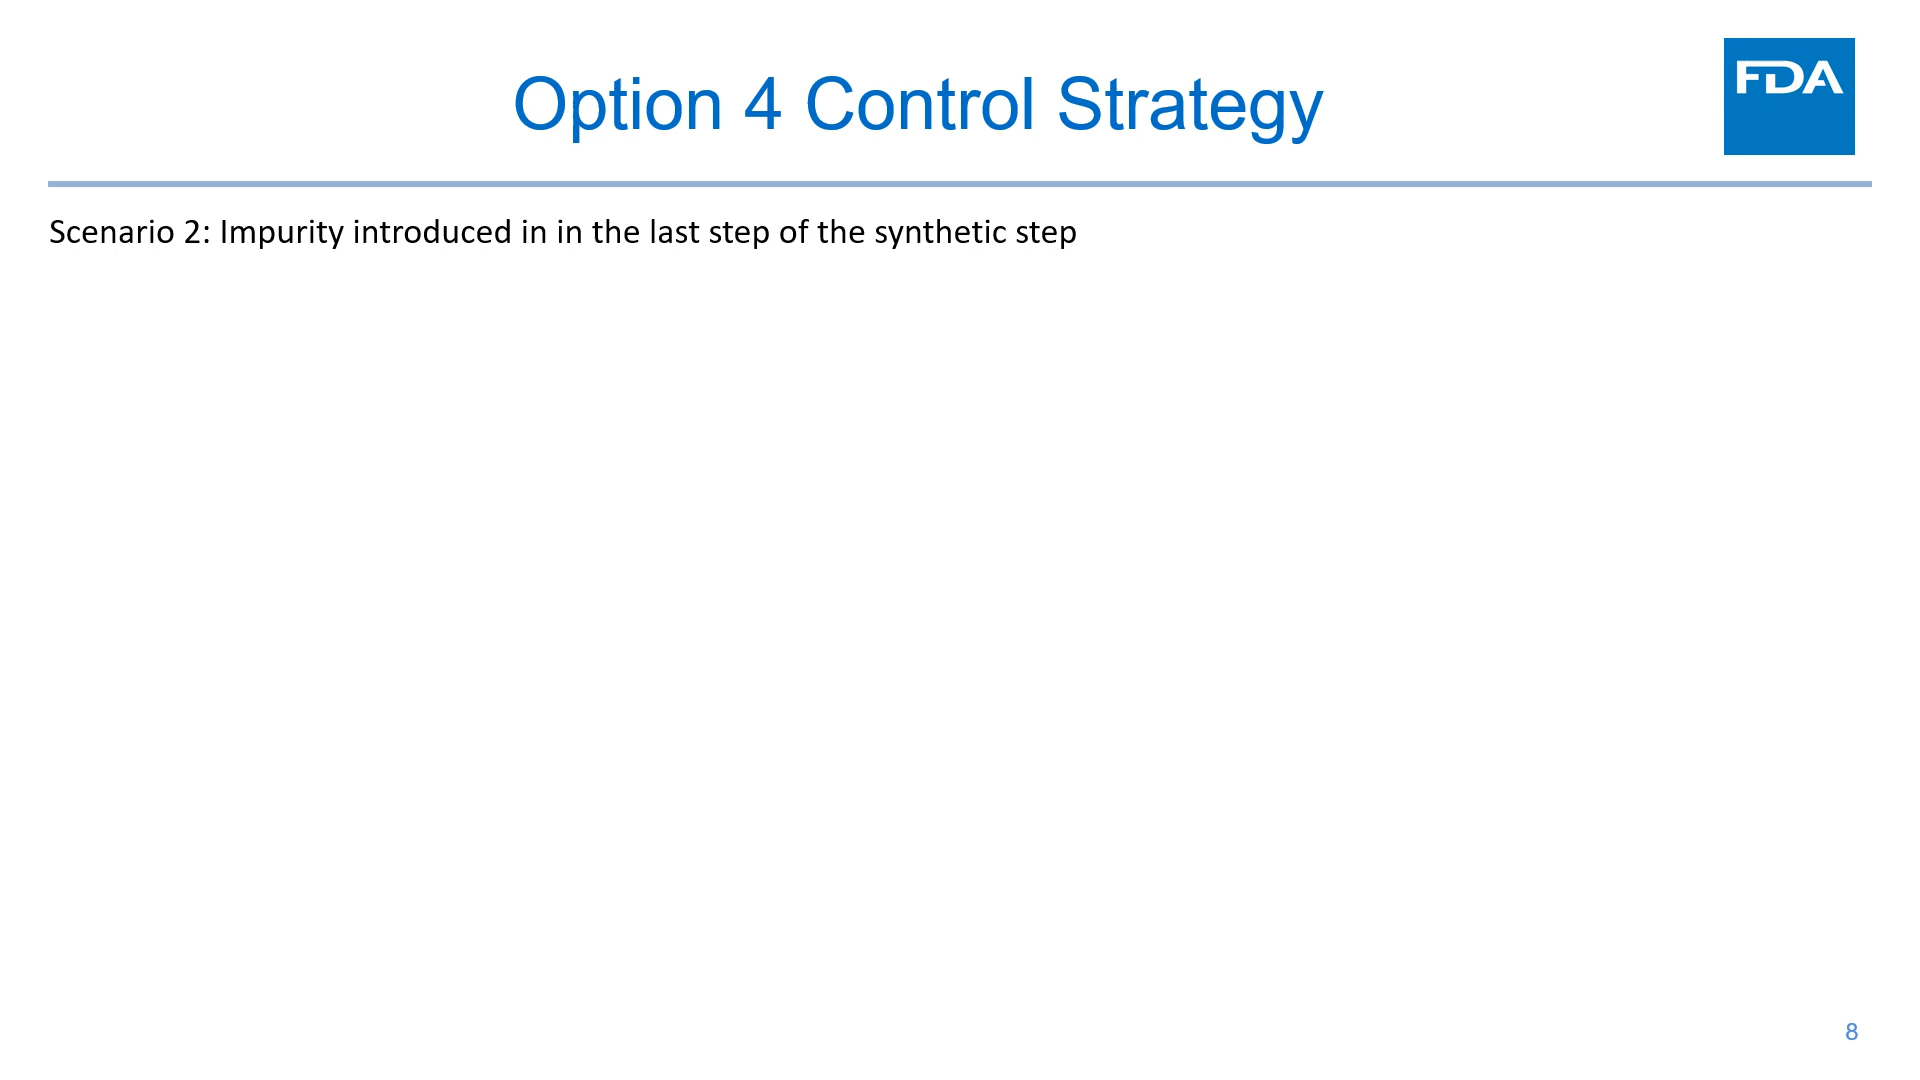 Option 4 Control Strategy
FDA
Scenario 2: Impurity introduced in in the last step of the synthetic step
8